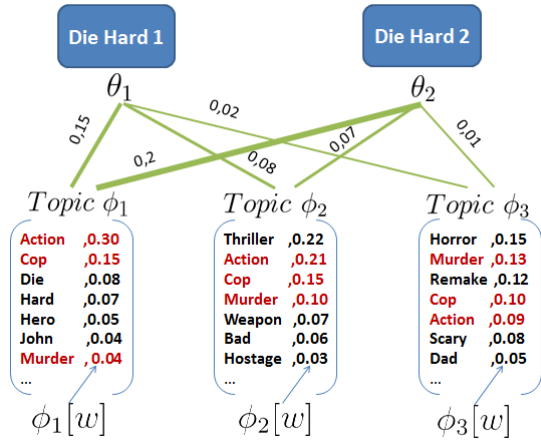 Die Hard 1 Die Hard 2
θ₁ θ₂
0,15 0,2 0,08 0,02 0,07 0,01
Topic ϕ₁ Topic ϕ₂ Topic ϕ₃
Action ,0.30
Cop ,0.15
Die ,0.08
Hard ,0.07
Hero ,0.05
John ,0.04
Murder ,0.04
...
Thriller ,0.22
Action ,0.21
Cop ,0.15
Murder ,0.10
Weapon ,0.07
Bad ,0.06
Hostage ,0.03
...
Horror ,0.15
Murder ,0.13
Remake ,0.12
Cop ,0.10
Action ,0.09
Scary ,0.08
Dad ,0.05
...
ϕ₁[w] ϕ₂[w] ϕ₃[w]